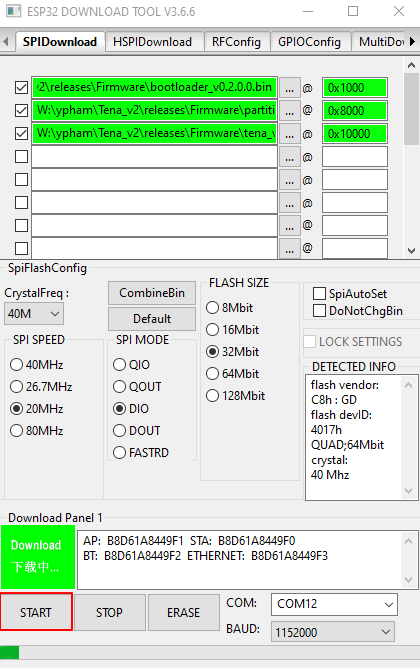 ESP32 DOWNLOAD TOOL V3.6.6
SPIDownload HSPIDownload RFConfig GPIOConfig MultiDow
v2\releases\Firmware\bootloader_v0.2.0.0.bin ... @ 0x1000
W:\ypham\Tena_v2\releases\Firmware\partiti ... @ 0x8000
W:\ypham\Tena_v2\releases\Firmware\tena_v ... @ 0x10000
... @
... @
... @
... @
... @
SpiFlashConfig
CrystalFreq :
40M
CombineBin
Default
SPI SPEED
40MHz
26.7MHz
20MHz
80MHz
SPI MODE
QIO
QOUT
DIO
DOUT
FASTRD
FLASH SIZE
8Mbit
16Mbit
32Mbit
64Mbit
128Mbit
SpiAutoSet
DoNotChgBin
LOCK SETTINGS
DETECTED INFO
flash vendor:
C8h : GD
flash devID:
4017h
QUAD;64Mbit
crystal:
40 Mhz
Download Panel 1
Download
下载中...
AP: B8D61A8449F1 STA: B8D61A8449F0
BT: B8D61A8449F2 ETHERNET: B8D61A8449F3
START STOP ERASE
COM: COM12
BAUD: 1152000